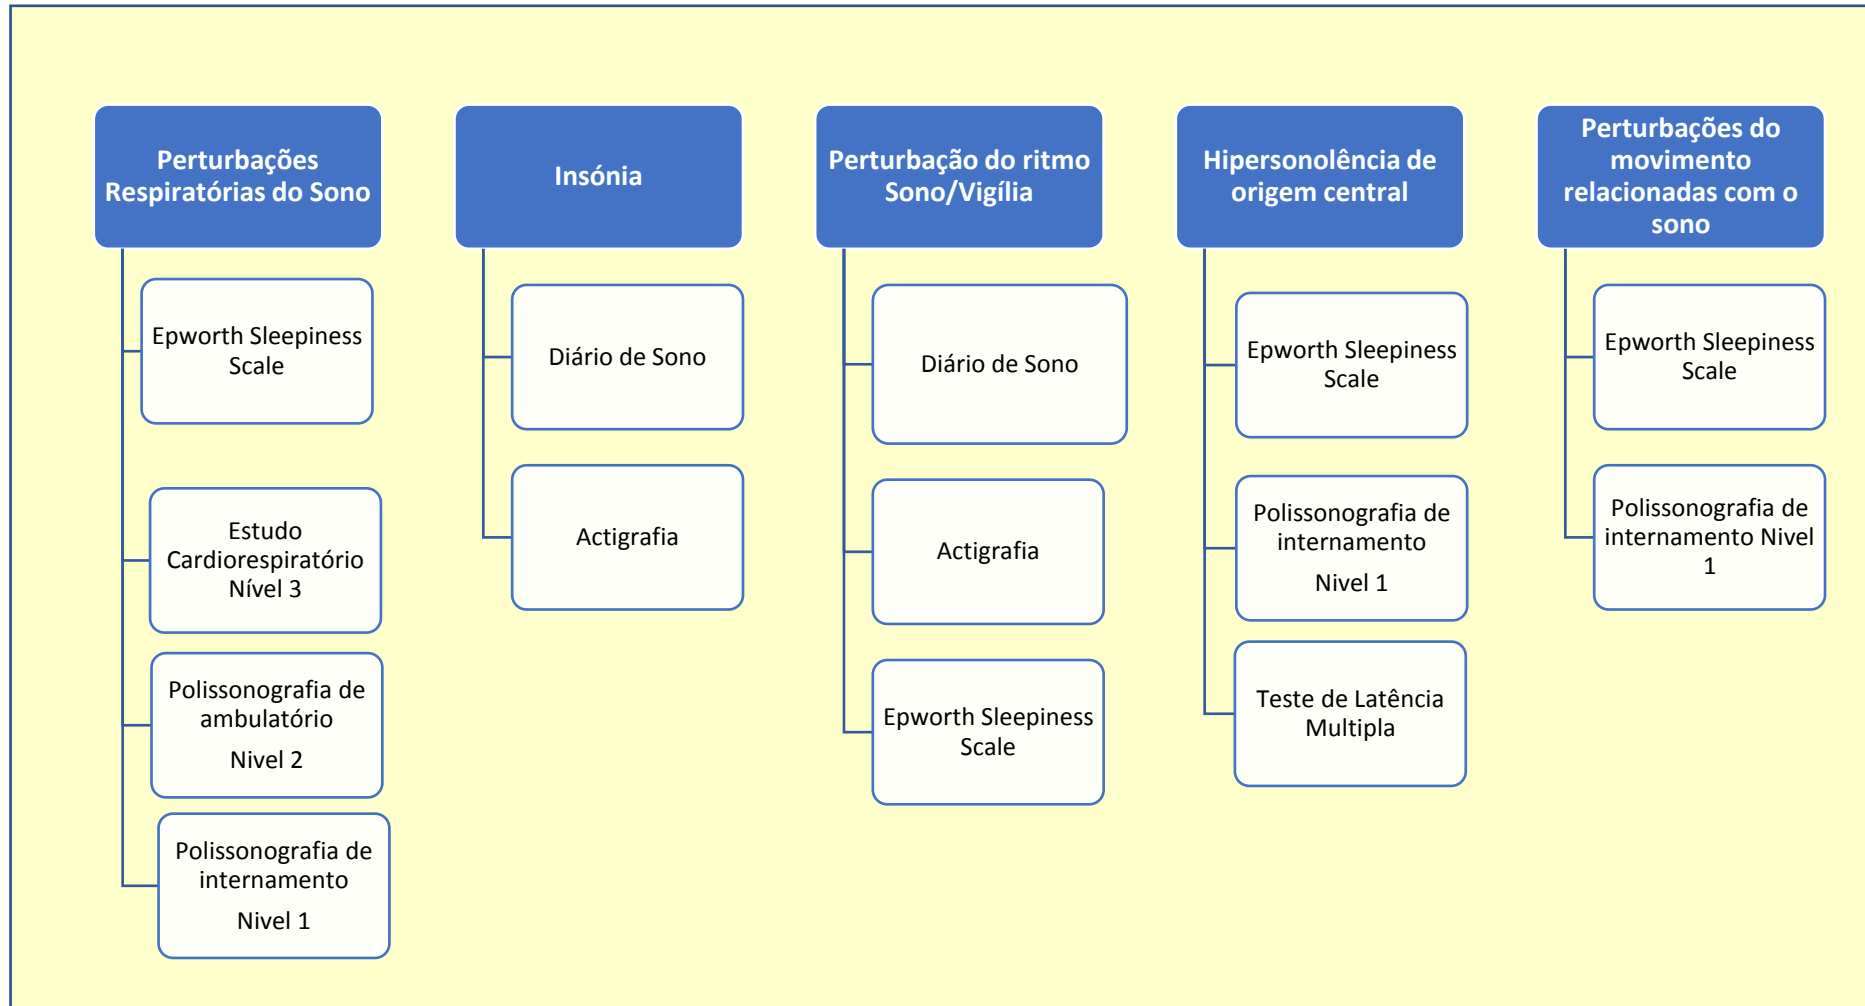 Perturbações
Respiratórias do Sono
Epworth Sleepiness
Scale
Estudo
Cardiorespiratório
Nível 3
Polissonografia de
ambulatório
Nivel 2
Polissonografia de
internamento
Nivel 1
Insónia
Diário de Sono
Actigrafia
Perturbação do ritmo
Sono/Vigília
Diário de Sono
Actigrafia
Epworth Sleepiness
Scale
Hipersonolência de
origem central
Epworth Sleepiness
Scale
Polissonografia de
internamento
Nivel 1
Teste de Latência
Multipla
Perturbações do
movimento
relacionadas com o
sono
Epworth Sleepiness
Scale
Polissonografia de
internamento Nivel
1